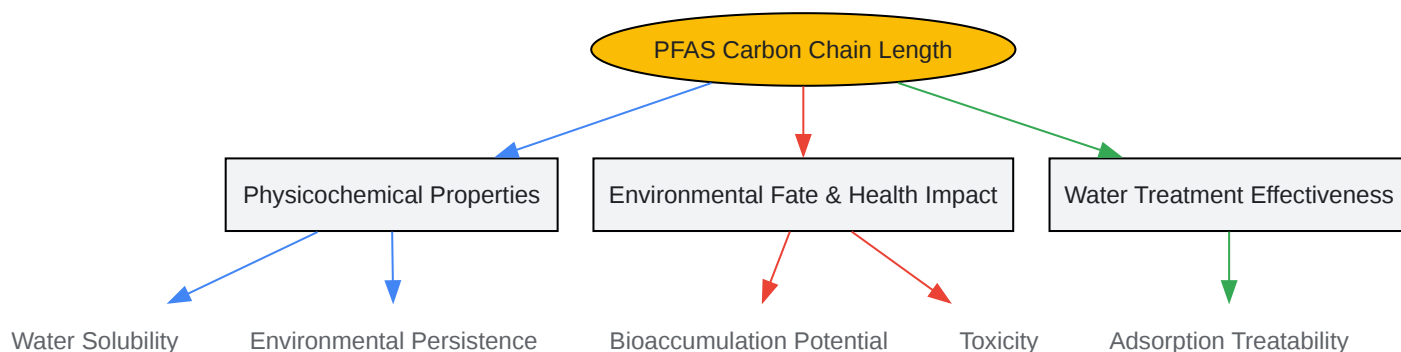 PFAS Carbon Chain Length
Physicochemical Properties
Environmental Fate & Health Impact
Water Treatment Effectiveness
Water Solubility
Environmental Persistence
Bioaccumulation Potential
Toxicity
Adsorption Treatability